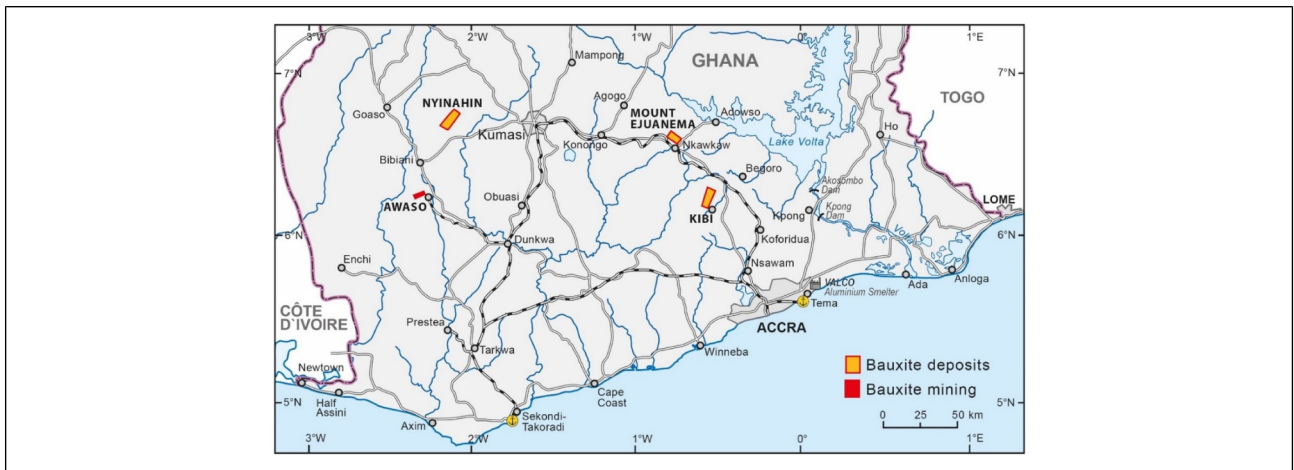 3°W 2°W 1°W 0° 1°E
7°N 7°N
Mampong
GHANA
TOGO
NYINAHIN
Agogo
MOUNT
EJUANEMA
Adowso
Goaso
Kumasi
Konongo
Nkawkaw
Lake Volta
Ho
Bibiani
Begoro
Akosombo
Dam
AWASO
Obuasi
KIBI
Kpong
Kpong
Dam
LOME
6°N 6°N
Dunkwa
Koforidua
Volta
Enchi
Nsawam
VALCO
Aluminium Smelter
Ada
Anloga
Tema
CÔTE
D`IVOIRE
Prestea
ACCRA
Tarkwa
Winneba
Newtown
Half
Assini
Cape
Coast
Bauxite deposits
Bauxite mining
5°N 5°N
Axim
Sekondi-
Takoradi
0 25 50 km
3°W 2°W 1°W 0° 1°E